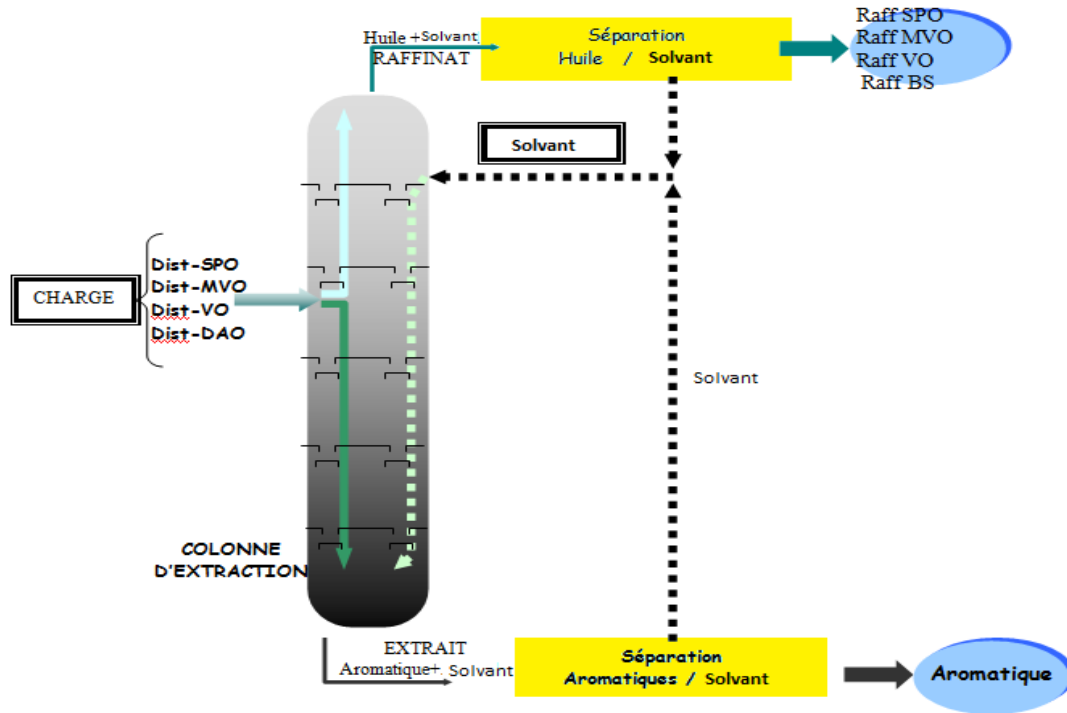 Huile +Solvant
RAFFINAT
Séparation
Huile / Solvant
Raff SPO
Raff MVO
Raff VO
Raff BS
Solvant
CHARGE
Dist-SPO
Dist-MVO
Dist-VO
Dist-DAO
Solvant
COLONNE
D'EXTRACTION
EXTRAIT
Aromatique+. Solvant
Séparation
Aromatiques / Solvant
Aromatique